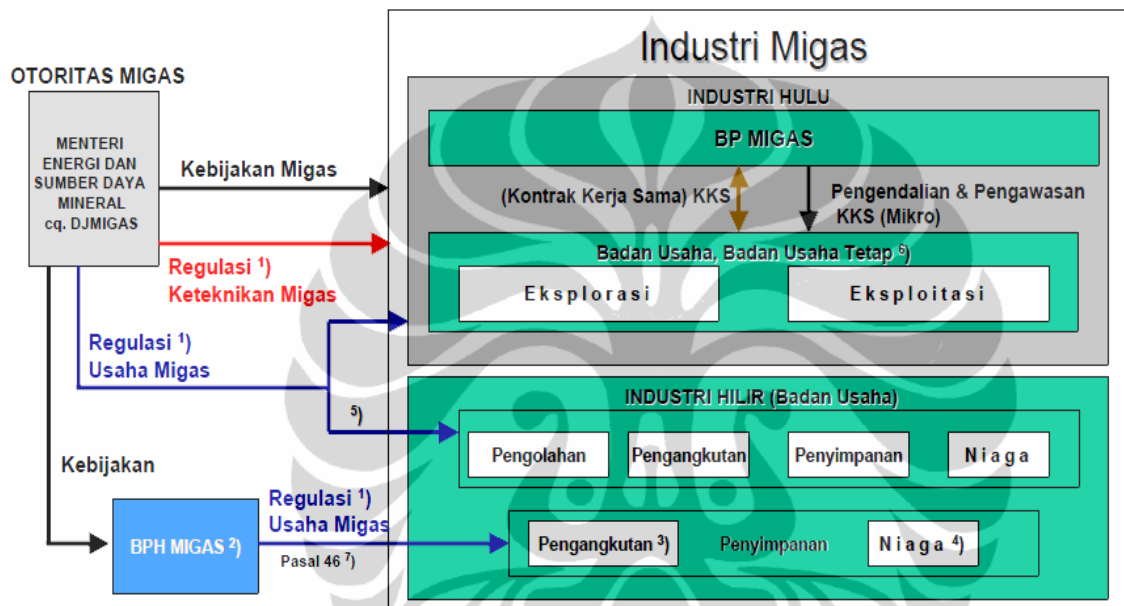 Industri Migas
OTORITAS MIGAS
MENTERI
ENERGI DAN
SUMBER DAYA
MINERAL
cq. DJMIGAS
Kebijakan Migas
Regulasi ¹)
Keteknikan Migas
Regulasi ¹)
Usaha Migas
⁵)
Kebijakan
BPH MIGAS ²)
Regulasi ¹)
Usaha Migas
Pasal 46 ⁷)
INDUSTRI HULU
BP MIGAS
(Kontrak Kerja Sama) KKS
Pengendalian & Pengawasan
KKS (Mikro)
Badan Usaha, Badan Usaha Tetap ⁶)
Eksplorasi
Eksploitasi
INDUSTRI HILIR (Badan Usaha)
Pengolahan
Pengangkutan
Penyimpanan
Niaga
Pengangkutan ³)
Penyimpanan
Niaga ⁴)